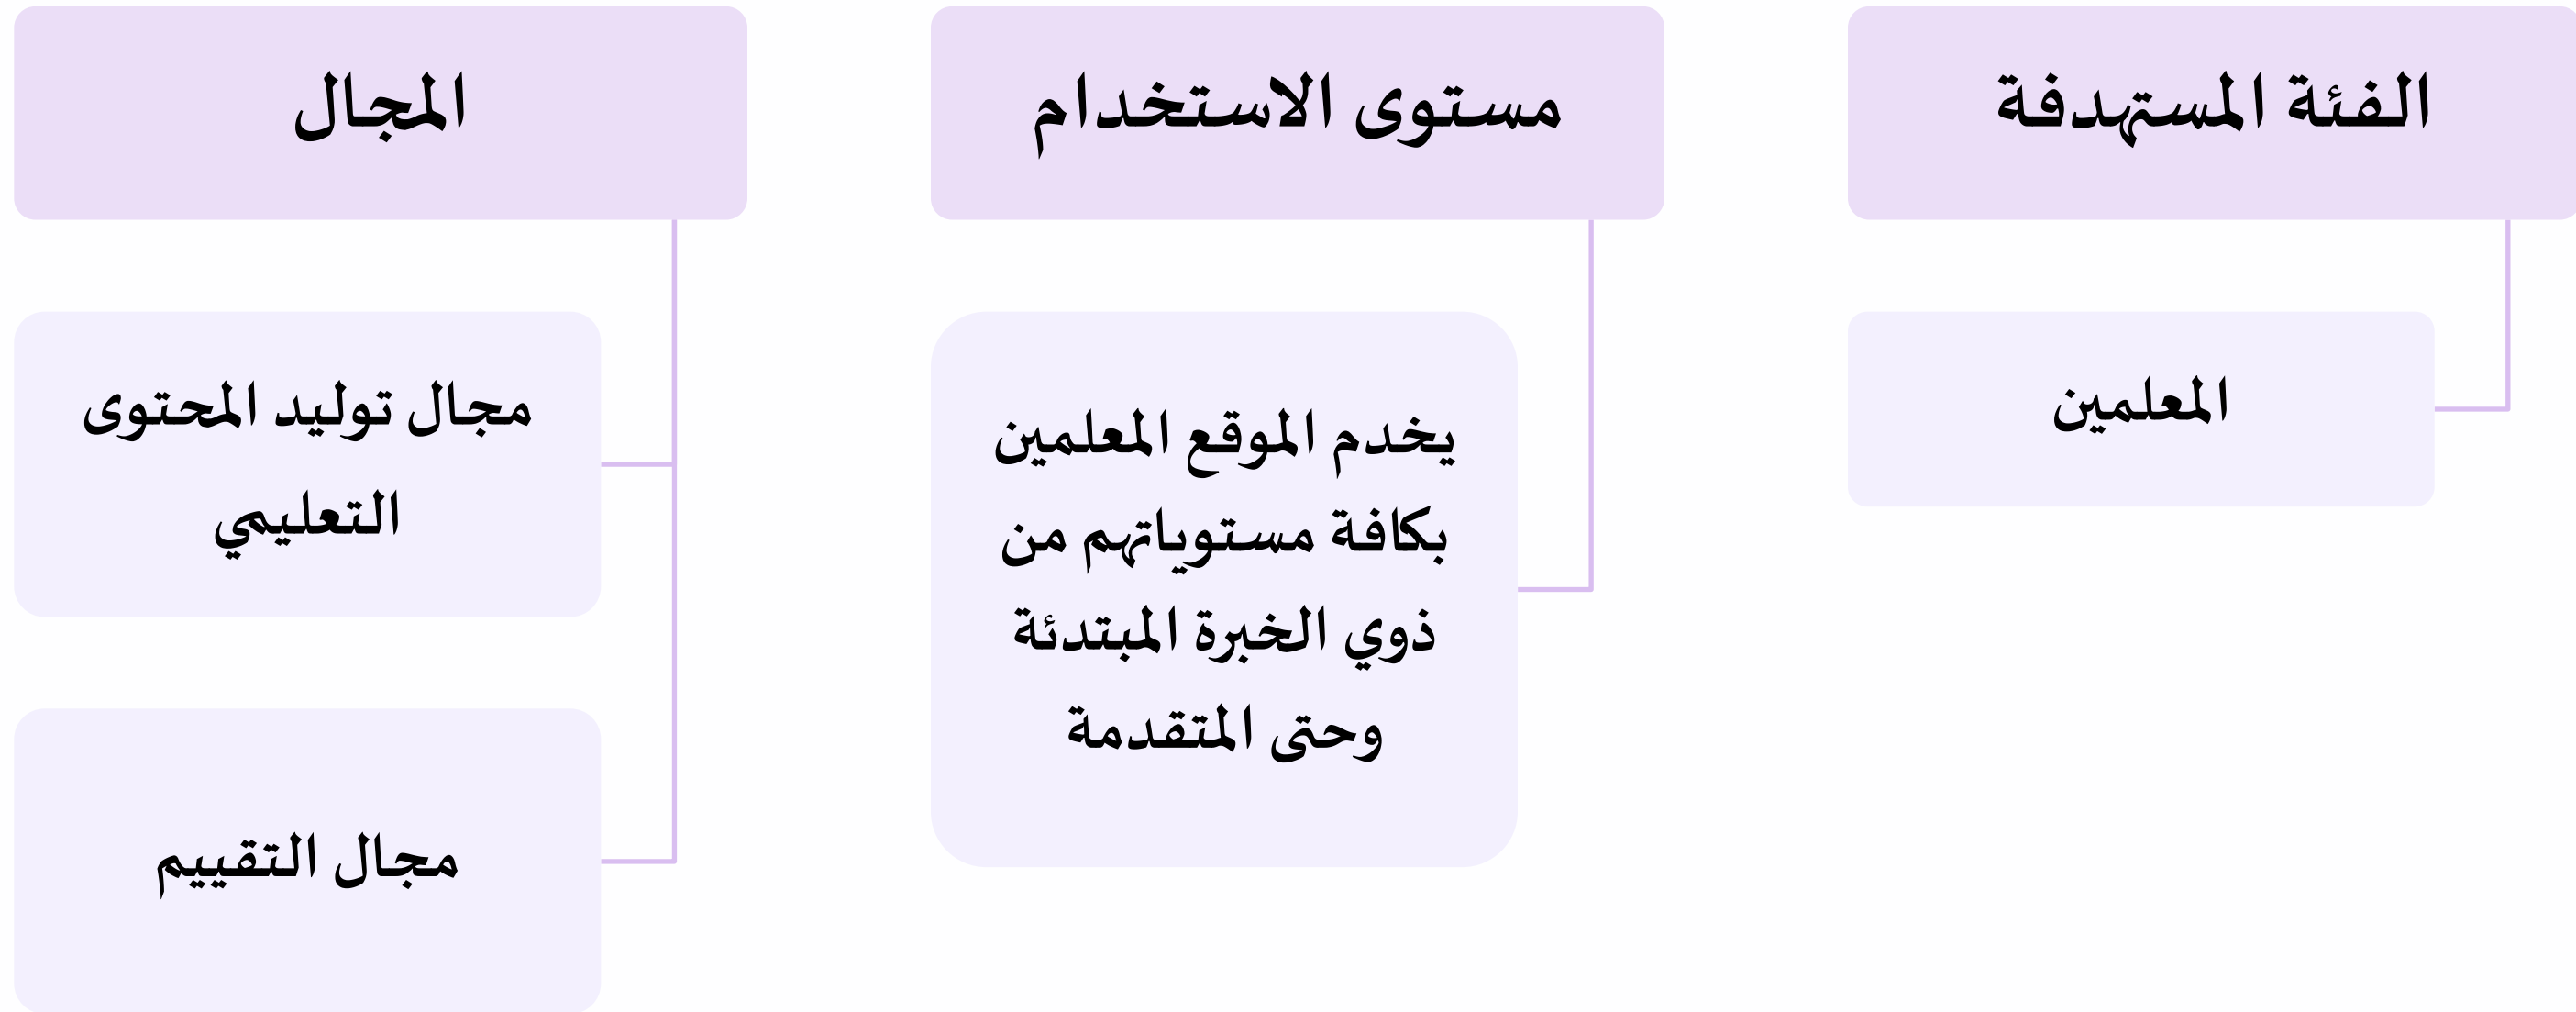 الفئة المستهدفة
المعلمين
مستوى الاستخدام
يخدم الموقع المعلمين
بكافة مستوياتهم من
ذوي الخبرة المبتدئة
وحتى المتقدمة
المجال
مجال توليد المحتوى
التعليمي
مجال التقييم